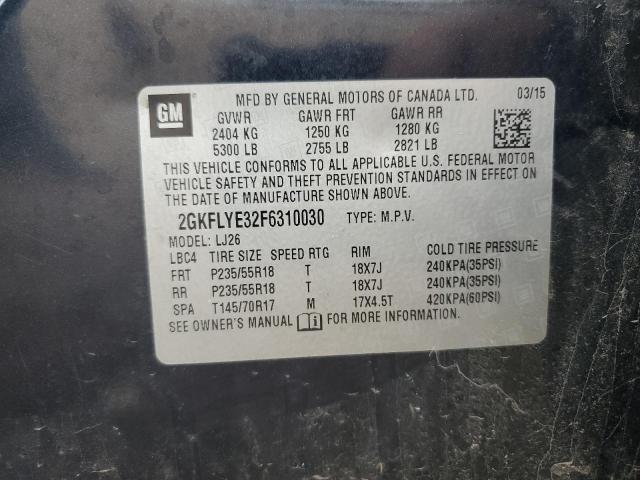 GM
MFD BY GENERAL MOTORS OF CANADA LTD. 03/15
GVWR GAWR FRT GAWR RR
2404 KG 1250 KG 1280 KG
5300 LB 2755 LB 2821 LB
THIS VEHICLE CONFORMS TO ALL APPLICABLE U.S. FEDERAL MOTOR
VEHICLE SAFETY AND THEFT PREVENTION STANDARDS IN EFFECT ON
THE DATE OF MANUFACTURE SHOWN ABOVE.
2GKFLYE32F6310030 TYPE: M.P.V.
MODEL: LJ26
LBC4 TIRE SIZE SPEED RTG RIM COLD TIRE PRESSURE
FRT P235/55R18 T 18X7J 240KPA(35PSI)
RR P235/55R18 T 18X7J 240KPA(35PSI)
SPA T145/70R17 M 17X4.5T 420KPA(60PSI)
SEE OWNER'S MANUAL i FOR MORE INFORMATION.